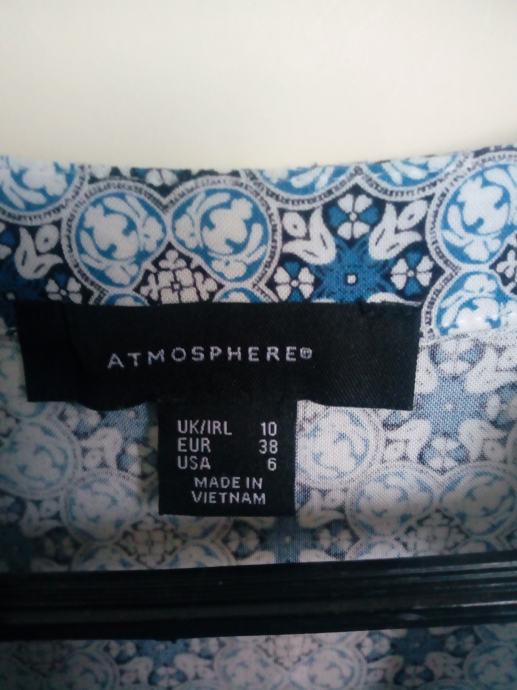 ATMOSPHERE®
UK/IRL 10
EUR 38
USA 6
MADE IN
VIETNAM